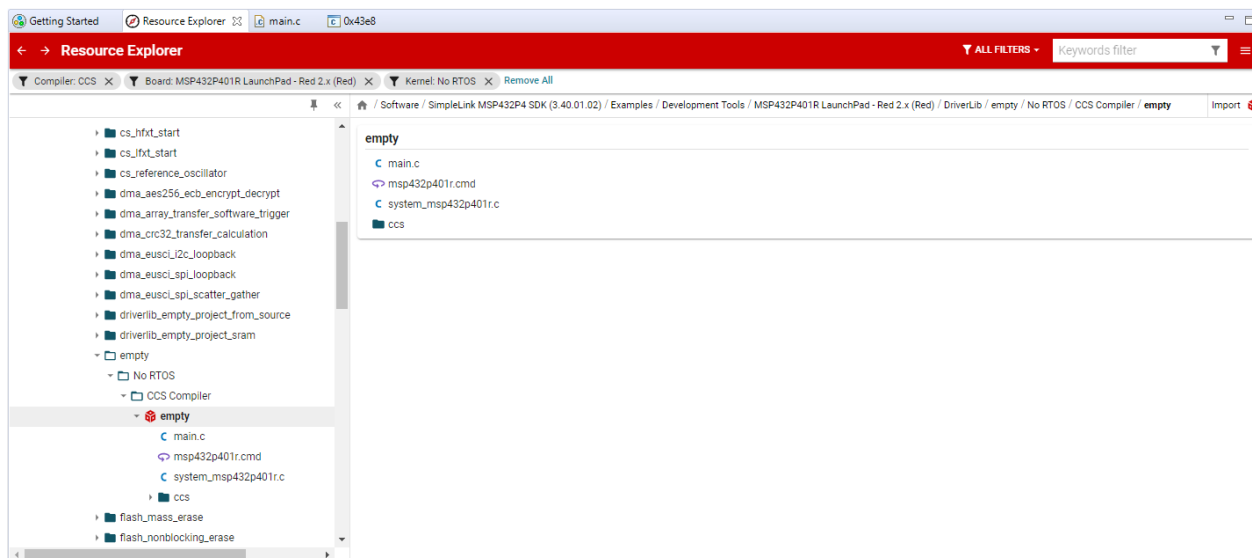 Getting Started Resource Explorer main.c 0x43e8
Resource Explorer ALL FILTERS Keywords filter
Compiler: CCS Board: MSP432P401R LaunchPad - Red 2.x (Red) Kernel: No RTOS Remove All
/ Software / SimpleLink MSP432P4 SDK (3.40.01.02) / Examples / Development Tools / MSP432P401R LaunchPad - Red 2.x (Red) / DriverLib / empty / No RTOS / CCS Compiler / empty Import
cs_hfxt_start
cs_lfxt_start
cs_reference_oscillator
dma_aes256_ecb_encrypt_decrypt
dma_array_transfer_software_trigger
dma_crc32_transfer_calculation
dma_eusci_i2c_loopback
dma_eusci_spi_loopback
dma_eusci_spi_scatter_gather
driverlib_empty_project_from_source
driverlib_empty_project_sram
empty
No RTOS
CCS Compiler
empty
main.c
msp432p401r.cmd
system_msp432p401r.c
ccs
flash_mass_erase
flash_nonblocking_erase
empty
main.c
msp432p401r.cmd
system_msp432p401r.c
ccs